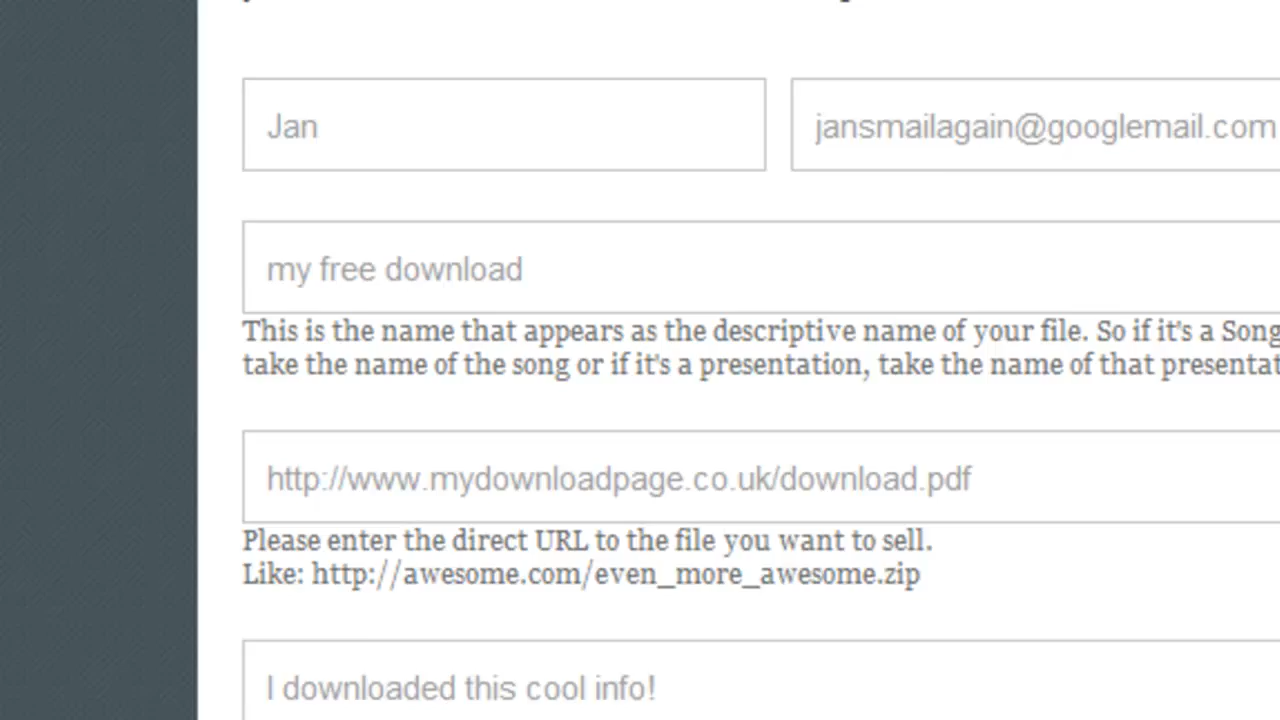 Jan
jansmailagain@googlemail.com
my free download
This is the name that appears as the descriptive name of your file. So if it's a Song
take the name of the song or if it's a presentation, take the name of that
http://www.mydownloadpage.co.uk/download.pdf
Please enter the direct URL to the file you want to sell.
Like: http://awesome.com/even_more_awesome.zip
I downloaded this cool info!